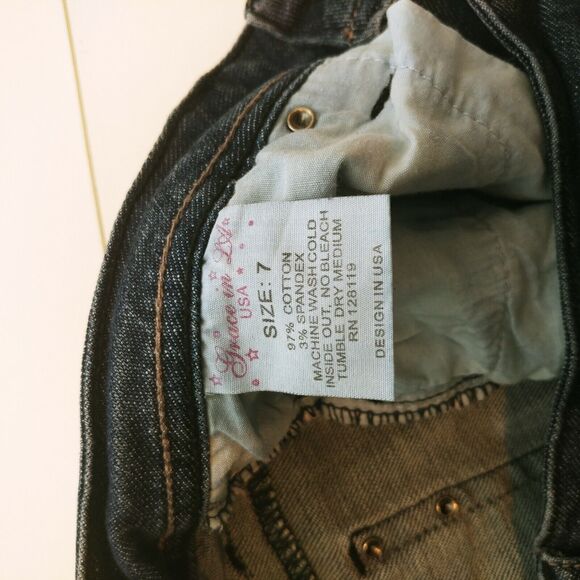 Grace in LA
USA
SIZE: 7
97% COTTON
3% SPANDEX
MACHINE WASH COLD
INSIDE OUT, NO BLEACH
TUMBLE DRY MEDIUM
RN 126119
DESIGN IN USA